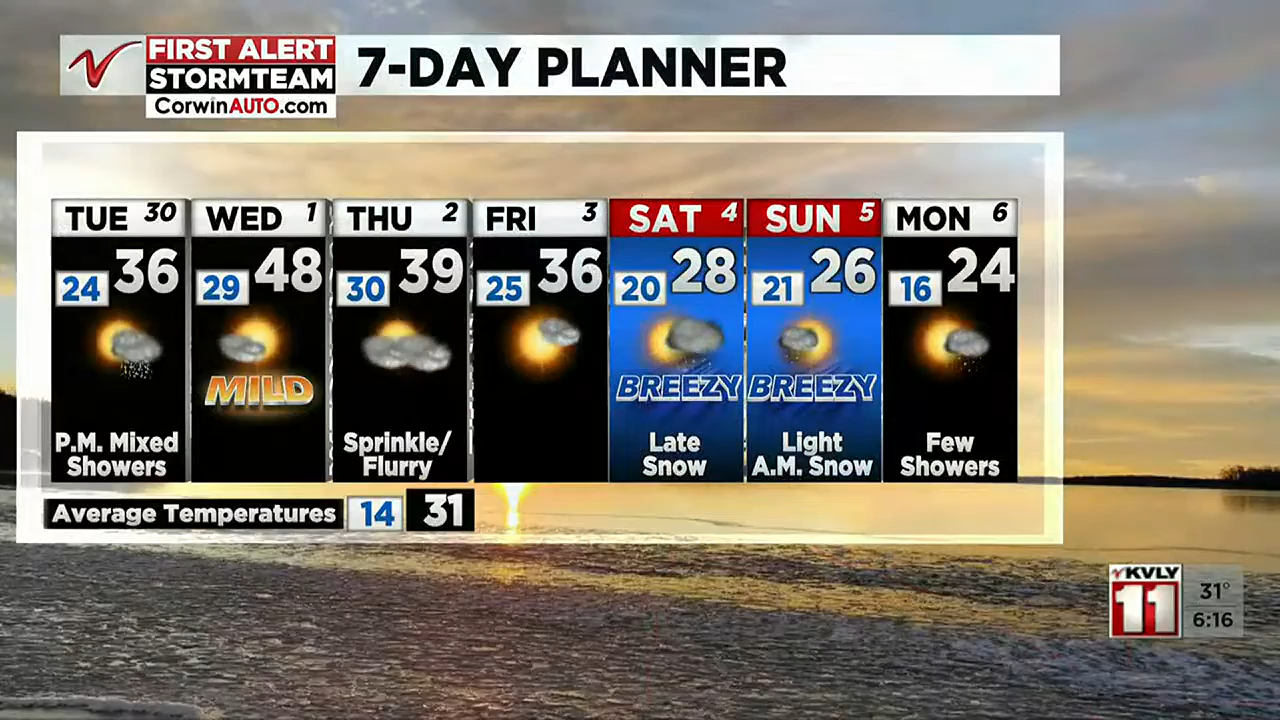 FIRST ALERT
STORMTEAM
CorwinAUTO.com
7-DAY PLANNER
TUE 30
36
24
P.M. Mixed
Showers
WED 1
48
29
MILD
THU 2
39
30
Sprinkle/
Flurry
FRI 3
36
25
SAT 4
28
20
BREEZY
Late
Snow
SUN 5
26
21
BREEZY
Light
A.M. Snow
MON 6
24
16
Few
Showers
Average Temperatures 14 31
KVLY
11
31°
6:16